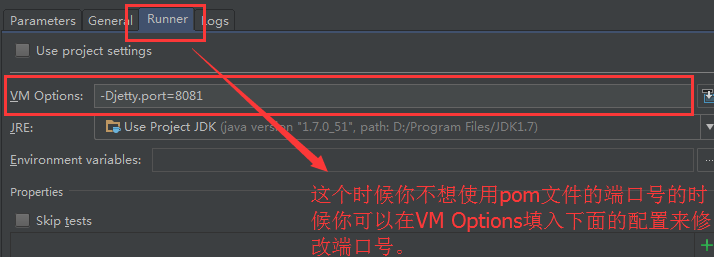 Parameters General Runner Logs
Use project settings
VM Options: -Djetty.port=8081
JRE: Use Project JDK (java version "1.7.0_51", path: D:/Program Files/JDK1.7)
Environment variables:
Properties
这个时候你不想使用pom文件的端口号的时
候你可以在VM Options填入下面的配置来修
改端口号。
Skip tests